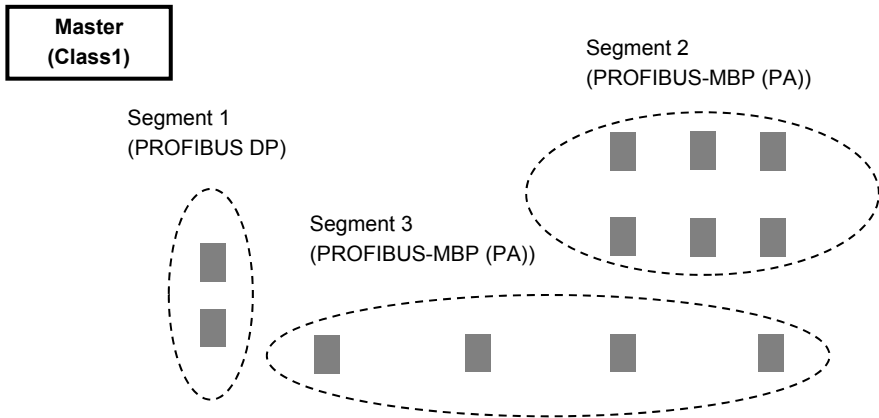 Master
(Class1)
Segment 2
(PROFIBUS-MBP (PA))
Segment 1
(PROFIBUS DP)
Segment 3
(PROFIBUS-MBP (PA))